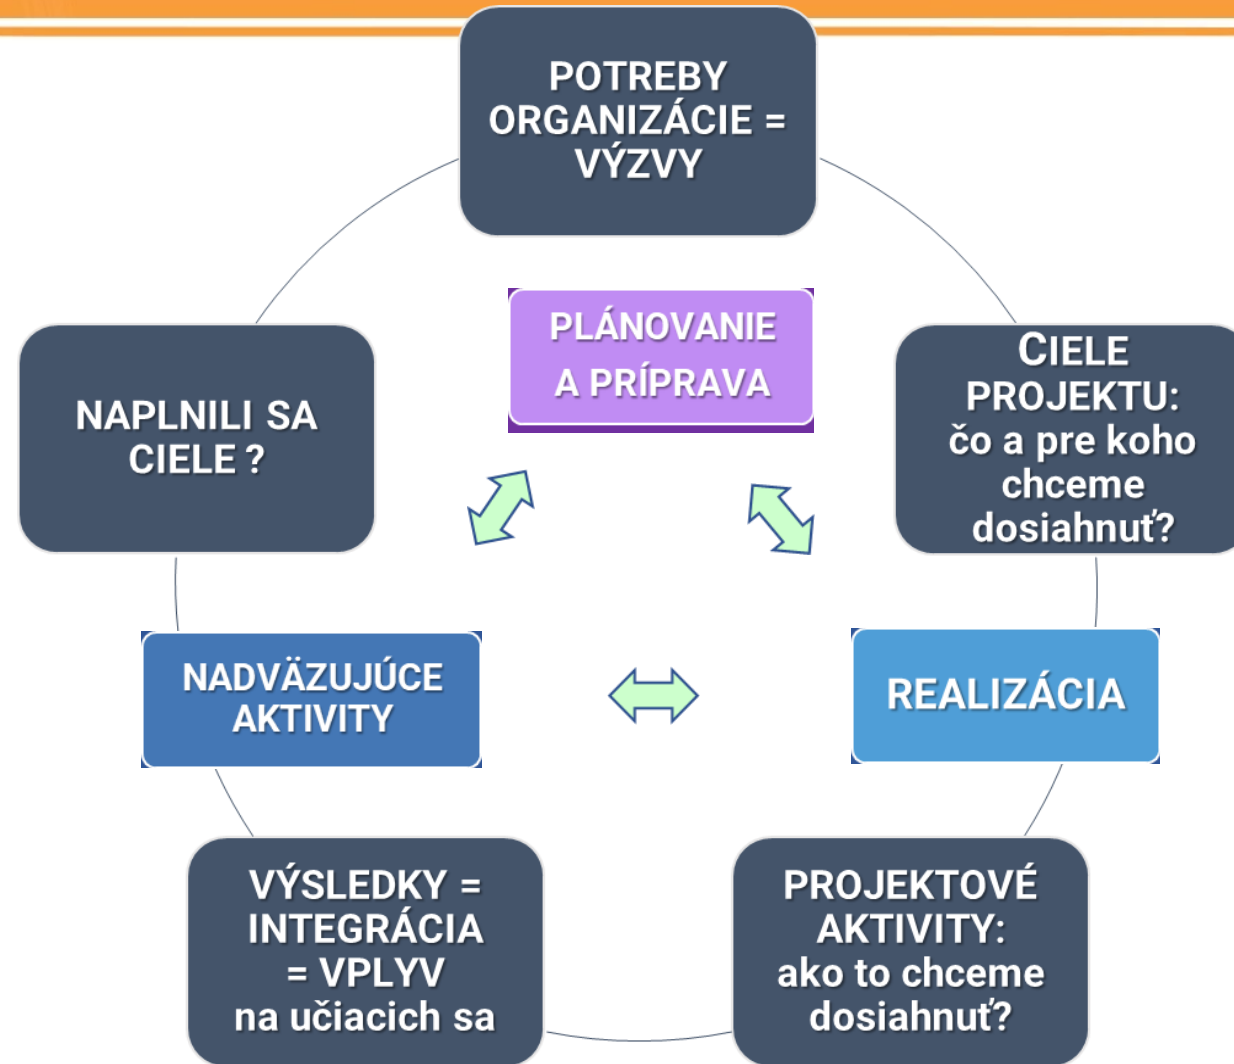 POTREBY
ORGANIZÁCIE =
VÝZVY
PLÁNOVANIE
A PRÍPRAVA
CIELE
PROJEKTU:
čo a pre koho
chceme
dosiahnuť?
NAPLNILI SA
CIELE ?
NADVÄZUJÚCE
AKTIVITY
REALIZÁCIA
VÝSLEDKY =
INTEGRÁCIA
= VPLYV
na učiacich sa
PROJEKTOVÉ
AKTIVITY:
ako to chceme
dosiahnuť?